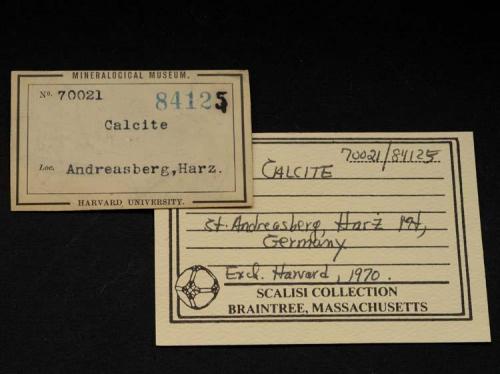 MINERALOGICAL MUSEUM.
No. 70021 84125
Calcite
Loc. Andreasberg, Harz.
HARVARD UNIVERSITY.
70021/84125
CALCITE
St. Andreasberg, Harz Mt,
Germany
Exch. Harvard, 1970.
SCALISI COLLECTION
BRAINTREE, MASSACHUSETTS